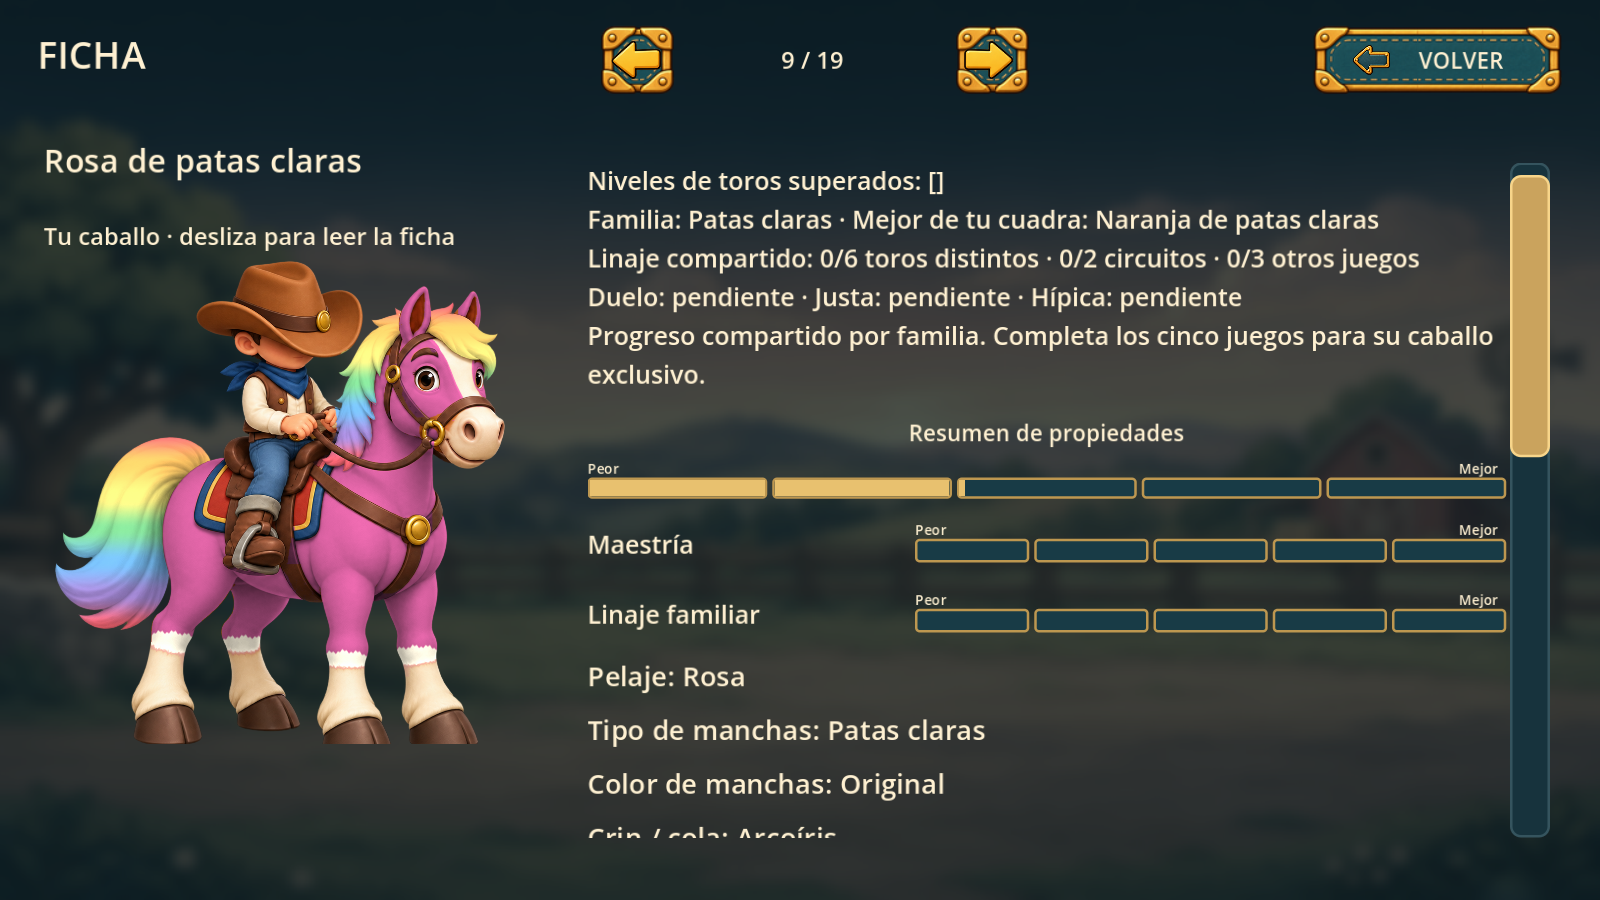 FICHA
9 / 19
VOLVER
Rosa de patas claras
Tu caballo · desliza para leer la ficha
Niveles de toros superados: []
Familia: Patas claras · Mejor de tu cuadra: Naranja de patas claras
Linaje compartido: 0/6 toros distintos · 0/2 circuitos · 0/3 otros juegos
Duelo: pendiente · Justa: pendiente · Hípica: pendiente
Progreso compartido por familia. Completa los cinco juegos para su caballo
exclusivo.
Resumen de propiedades
Peor Mejor
Peor Mejor
Maestría
Peor Mejor
Linaje familiar
Pelaje: Rosa
Tipo de manchas: Patas claras
Color de manchas: Original
Crin / cola: Arcoíris